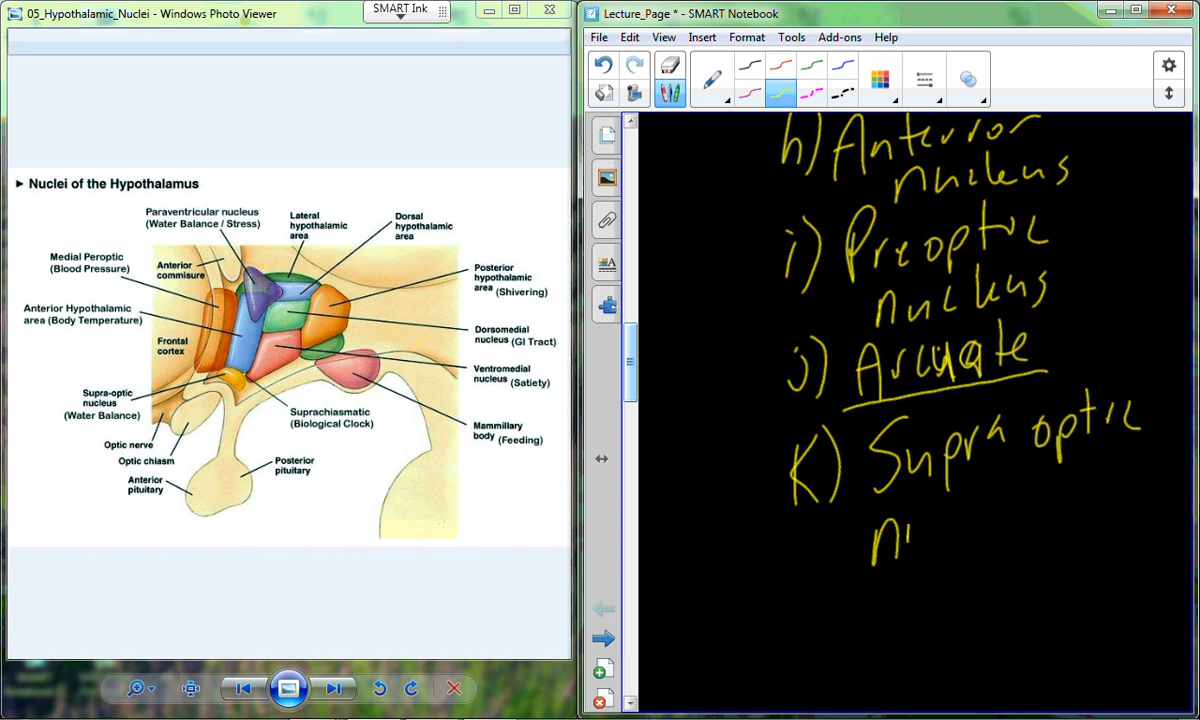 05_Hypothalamic_Nuclei - Windows Photo Viewer
SMART Ink
Nuclei of the Hypothalamus
Paraventricular nucleus
(Water Balance / Stress)
Lateral
hypothalamic
area
Dorsal
hypothalamic
area
Medial Peroptic
(Blood Pressure)
Anterior
commisure
Posterior
hypothalamic
area (Shivering)
Anterior Hypothalamic
area (Body Temperature)
Frontal
cortex
Dorsomedial
nucleus (GI Tract)
Ventromedial
nucleus (Satiety)
Supra-optic
nucleus
(Water Balance)
Suprachiasmatic
(Biological Clock)
Mammillary
body (Feeding)
Optic nerve
Optic chiasm
Anterior
pituitary
Posterior
pituitary
Lecture_Page * - SMART Notebook
File Edit View Insert Format Tools Add-ons Help
h) Anterior
nucleus
i) Preoptic
nucleus
j) Arcuate
K) Supra optic
n